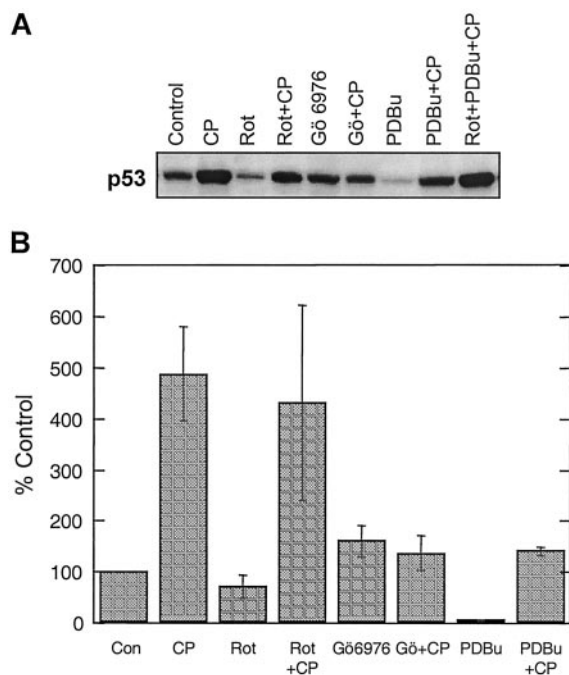 A
Control
CP
Rot
Rot+CP
Gö 6976
Gö+CP
PDBu
PDBu+CP
Rot+PDBu+CP
p53
B
% Control
700
600
500
400
300
200
100
0
Con
CP
Rot
Rot
+CP
Gö6976
Gö+CP
PDBu
PDBu
+CP